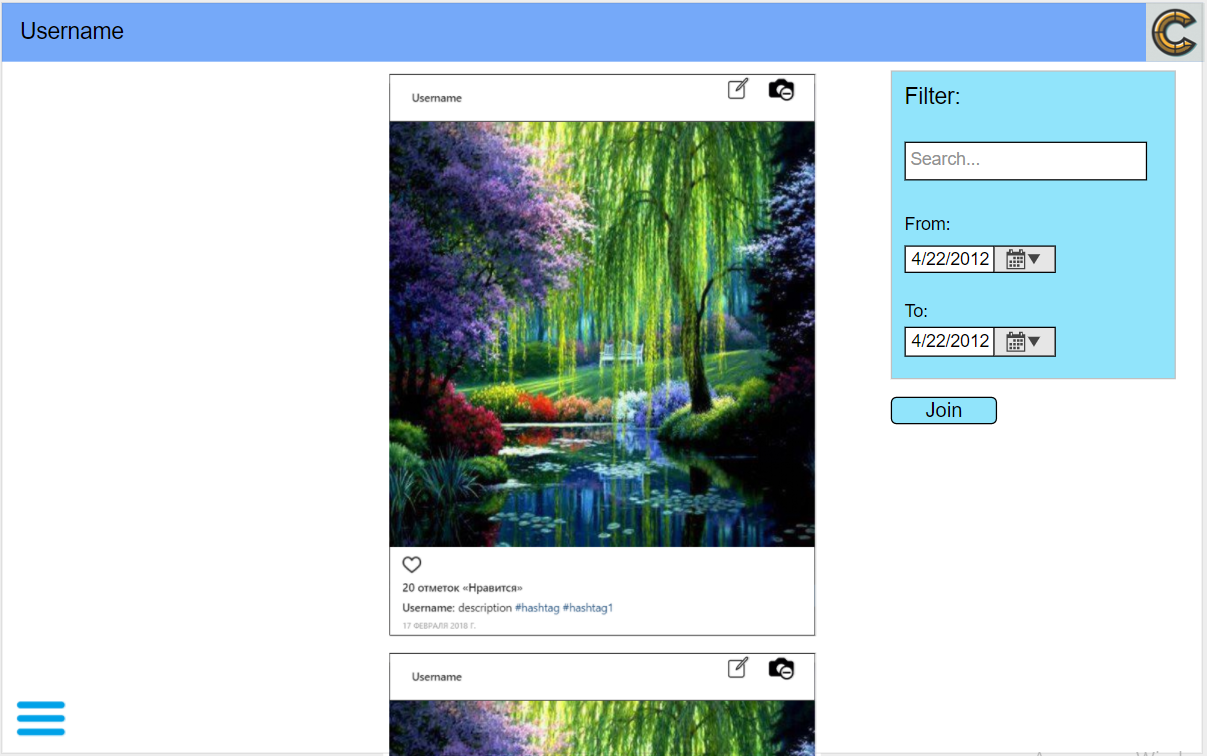 Username
Username
20 отметок «Нравится»
Username: description #hashtag #hashtag1
17 ФЕВРАЛЯ 2018 Г.
Username
Filter:
Search...
From:
4/22/2012
To:
4/22/2012
Join